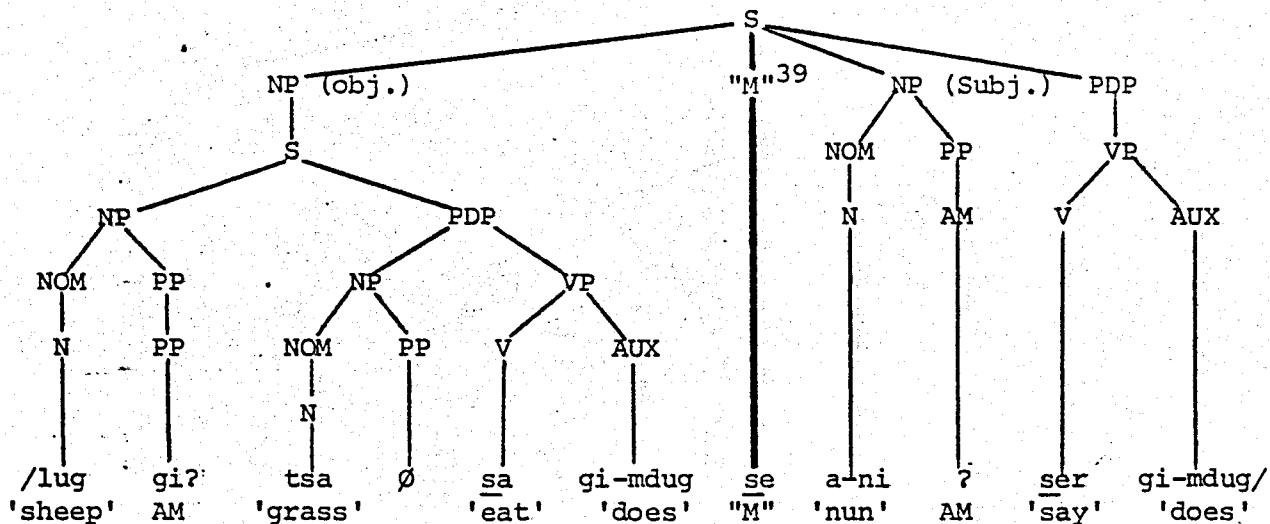 S
NP (obj.) "M"39 NP (Subj.) PDP
S NOM PP VP
NP PDP N AM V AUX
NOM PP NP VP
N PP NOM PP V AUX
N
/lug gi? tsa Ø sa gi-mdug se a-ni ? ser gi-mdug/
'sheep' AM 'grass' 'eat' 'does' "M" 'nun' AM 'say' 'does'